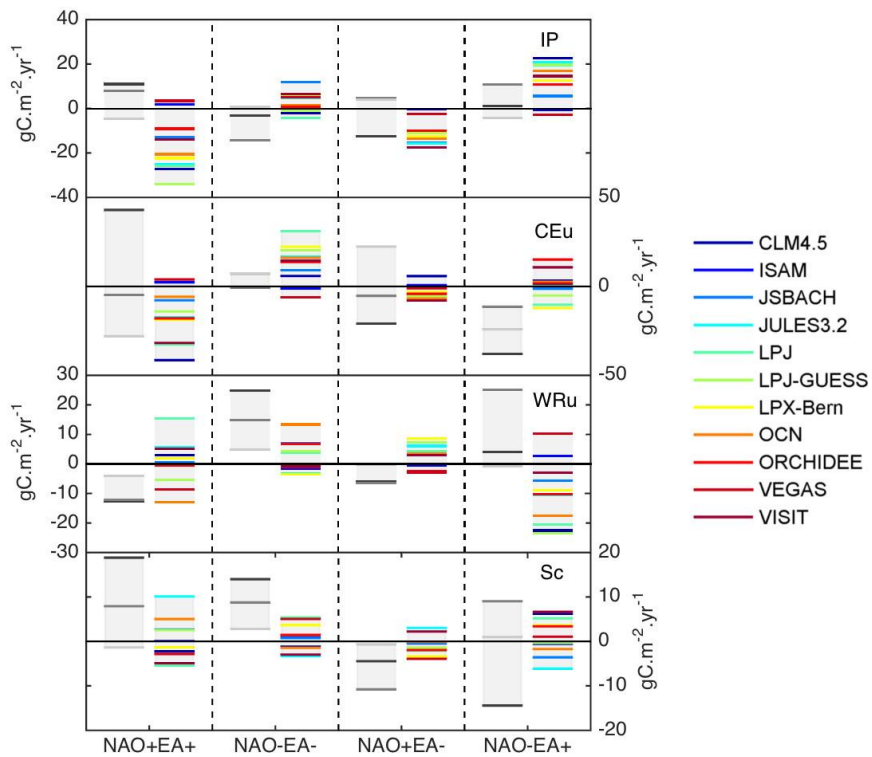 40
20
0
-20
-40
gC.m-2.yr-1
IP
50
0
-50
gC.m-2.yr-1
CEu
30
20
10
0
-10
-20
-30
gC.m-2.yr-1
WRu
20
10
0
-10
-20
gC.m-2.yr-1
Sc
NAO+EA+ NAO-EA- NAO+EA- NAO-EA+
CLM4.5
ISAM
JSBACH
JULES3.2
LPJ
LPJ-GUESS
LPX-Bern
OCN
ORCHIDEE
VEGAS
VISIT